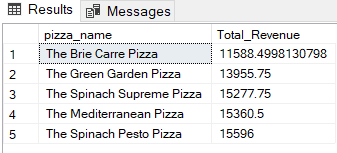 Results Messages
pizza_name Total_Revenue
1 The Brie Carre Pizza 11588.4998130798
2 The Green Garden Pizza 13955.75
3 The Spinach Supreme Pizza 15277.75
4 The Mediterranean Pizza 15360.5
5 The Spinach Pesto Pizza 15596